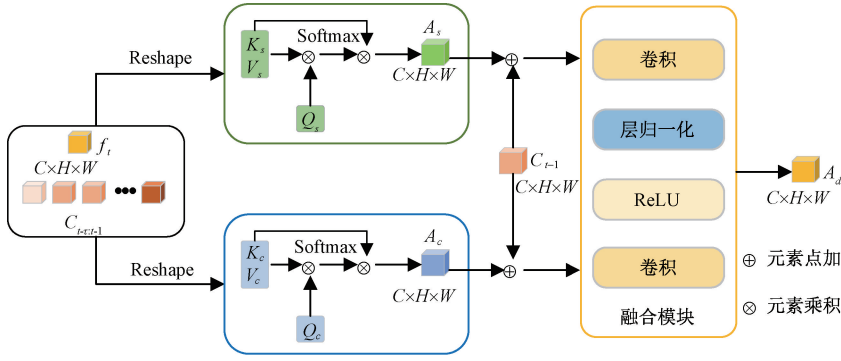 Reshape
f_t
C×H×W
C_{t-τ:t-1}
Reshape
K_s
V_s
Softmax
Q_s
A_s
C×H×W
K_c
V_c
Softmax
Q_c
A_c
C×H×W
C_{t-1}
C×H×W
卷积
层归一化
ReLU
卷积
融合模块
A_d
C×H×W
⊕ 元素点加
⊗ 元素乘积